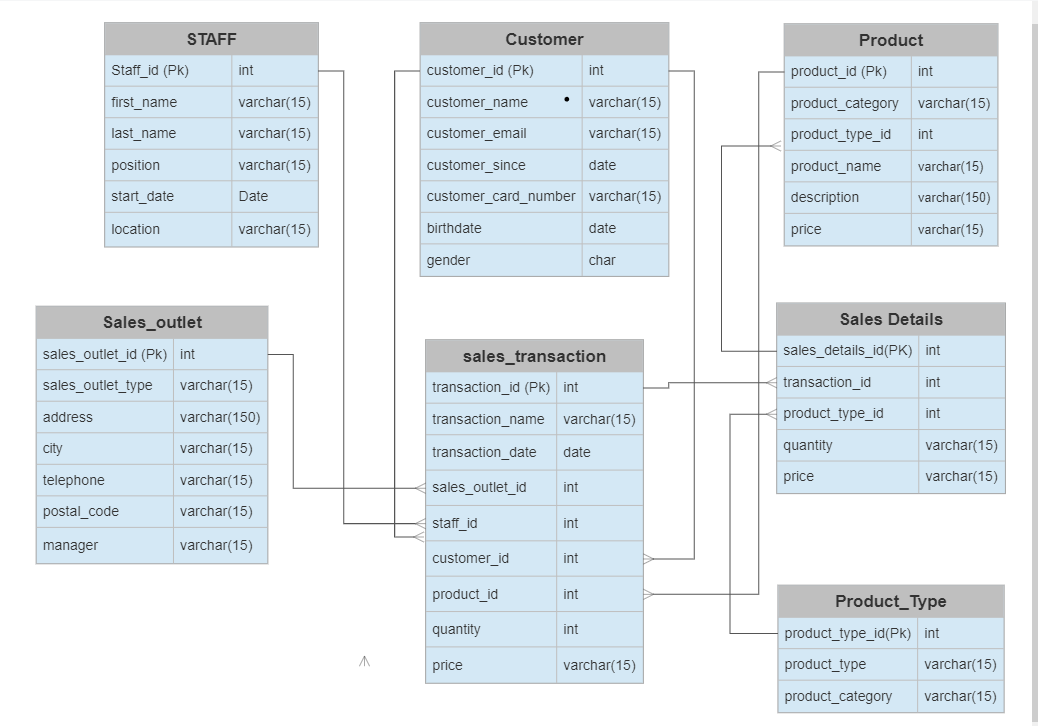 STAFF
Staff_id (Pk) int
first_name varchar(15)
last_name varchar(15)
position varchar(15)
start_date Date
location varchar(15)
Customer
customer_id (Pk) int
customer_name varchar(15)
customer_email varchar(15)
customer_since date
customer_card_number varchar(15)
birthdate date
gender char
Product
product_id (Pk) int
product_category varchar(15)
product_type_id int
product_name varchar(15)
description varchar(150)
price varchar(15)
Sales_outlet
sales_outlet_id (Pk) int
sales_outlet_type varchar(15)
address varchar(150)
city varchar(15)
telephone varchar(15)
postal_code varchar(15)
manager varchar(15)
sales_transaction
transaction_id (Pk) int
transaction_name varchar(15)
transaction_date date
sales_outlet_id int
staff_id int
customer_id int
product_id int
quantity int
price varchar(15)
Sales Details
sales_details_id(PK) int
transaction_id int
product_type_id int
quantity varchar(15)
price varchar(15)
Product_Type
product_type_id(Pk) int
product_type varchar(15)
product_category varchar(15)